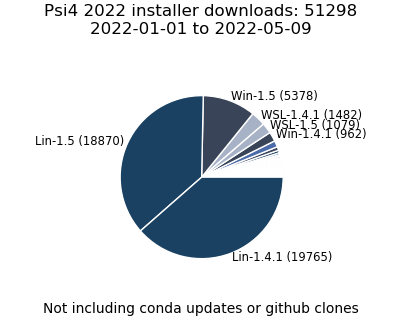 Psi4 2022 installer downloads: 51298
2022-01-01 to 2022-05-09
Win-1.5 (5378)
WSL-1.4.1 (1482)
WSL-1.5 (1079)
Win-1.4.1 (962)
Lin-1.5 (18870)
Lin-1.4.1 (19765)
Not including conda updates or github clones